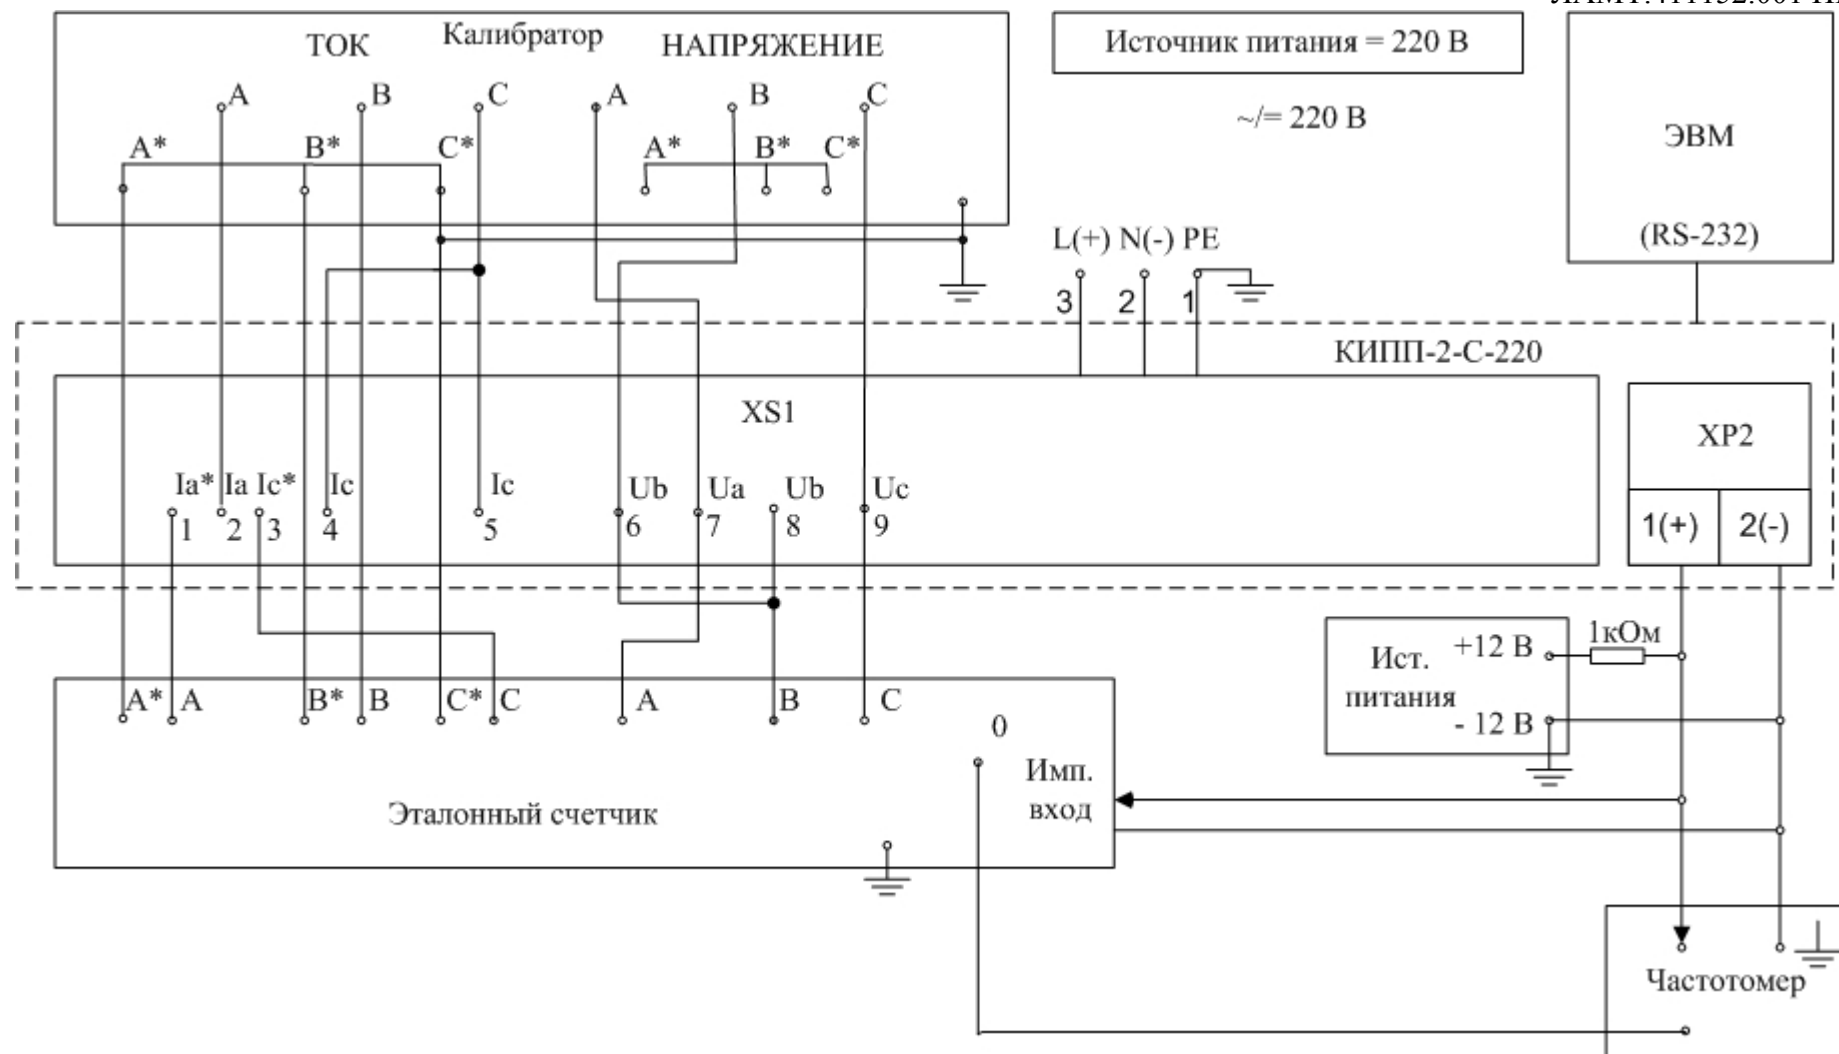 ТОК
Калибратор
НАПРЯЖЕНИЕ
A
B
C
A
B
C
A*
B*
C*
A*
B*
C*
Источник питания = 220 В
~/= 220 В
ЭВМ
(RS-232)
L(+) N(-) PE
3
2
1
КИПП-2-С-220
XS1
Ia* Ia Ic* Ic
Ic
Ub
Ua
Ub
Uc
1
2
3
4
5
6
7
8
9
XP2
1(+)
2(-)
Ист.
питания
+12 В
- 12 В
1кОм
A* A
B* B
C* C
A
B
C
0
Имп.
вход
Эталонный счетчик
Частотомер